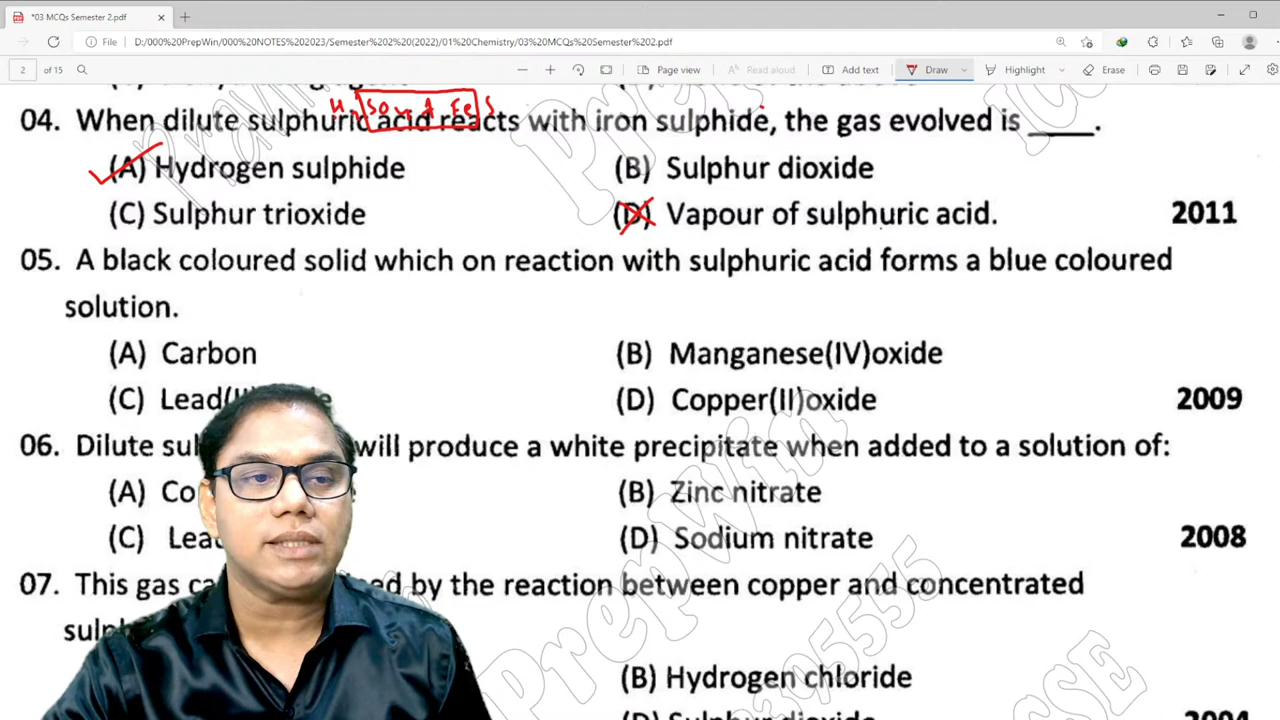 *03 MCQs Semester 2.pdf
File D:/000%20PrepWin/000%20NOTES%202023/Semester%202%20(2022)/01%20Chemistry/03%20MCQs%20Semester%202.pdf
2 of 15 Page view Read aloud Add text Draw Highlight Erase
04. When dilute sulphuric acid reacts with iron sulphide, the gas evolved is ____.
(A) Hydrogen sulphide (B) Sulphur dioxide
(C) Sulphur trioxide (D) Vapour of sulphuric acid. 2011
05. A black coloured solid which on reaction with sulphuric acid forms a blue coloured
solution.
(A) Carbon (B) Manganese(IV)oxide
(C) (D) Copper(II)oxide 2009
06. Dilute will produce a white precipitate when added to a solution of:
(A) (B) Zinc nitrate
(C) (D) Sodium nitrate 2008
07. This gas by the reaction between copper and concentrated
(B) Hydrogen chloride
(D) Sulphur dioxide 2004
PrepWin